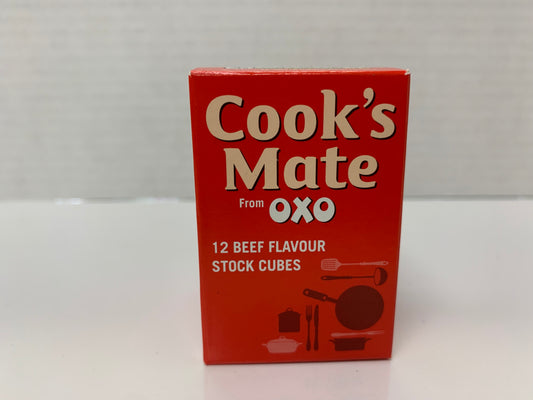 Cook's
Mate
From OXO
12 BEEF FLAVOUR
STOCK CUBES